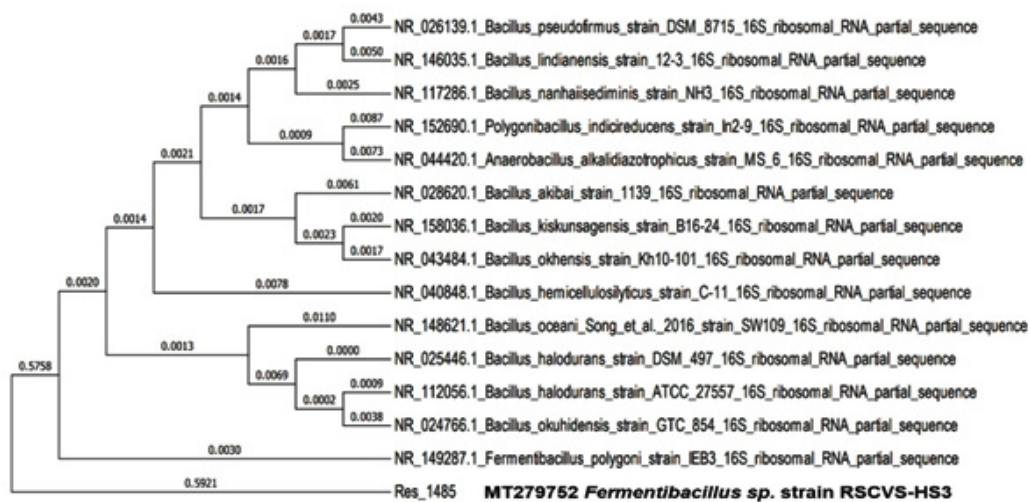 0.0043
NR_026139.1_Bacillus_pseudofirmus_strain_DSM_8715_16S_ribosomal_RNA_partial_sequence
0.0017
0.0050
NR_146035.1_Bacillus_lindianensis_strain_12-3_16S_ribosomal_RNA_partial_sequence
0.0016
0.0025
NR_117286.1_Bacillus_nanhaiisediminis_strain_NH3_16S_ribosomal_RNA_partial_sequence
0.0014
0.0087
NR_152690.1_Polygonibacillus_indicireducens_strain_In2-9_16S_ribosomal_RNA_partial_sequence
0.0009
0.0073
NR_044420.1_Anaerobacillus_alkalidiazotrophicus_strain_MS_6_16S_ribosomal_RNA_partial_sequence
0.0021
0.0061
NR_028620.1_Bacillus_akibai_strain_1139_16S_ribosomal_RNA_partial_sequence
0.0017
0.0020
NR_158036.1_Bacillus_kiskunsagensis_strain_B16-24_16S_ribosomal_RNA_partial_sequence
0.0014
0.0023
0.0017
NR_043484.1_Bacillus_okhensis_strain_Kh10-101_16S_ribosomal_RNA_partial_sequence
0.0020
0.0078
NR_040848.1_Bacillus_hemicellulosilyticus_strain_C-11_16S_ribosomal_RNA_partial_sequence
0.0110
NR_148621.1_Bacillus_oceani_Song_et_al._2016_strain_SW109_16S_ribosomal_RNA_partial_sequence
0.0013
0.0000
NR_025446.1_Bacillus_halodurans_strain_DSM_497_16S_ribosomal_RNA_partial_sequence
0.5758
0.0069
0.0009
NR_112056.1_Bacillus_halodurans_strain_ATCC_27557_16S_ribosomal_RNA_partial_sequence
0.0002
0.0038
NR_024766.1_Bacillus_okuhidensis_strain_GTC_854_16S_ribosomal_RNA_partial_sequence
0.0030
NR_149287.1_Fermentibacillus_polygoni_strain_IEB3_16S_ribosomal_RNA_partial_sequence
0.5921
Res_1485 MT279752 Fermentibacillus sp. strain RSCVS-HS3